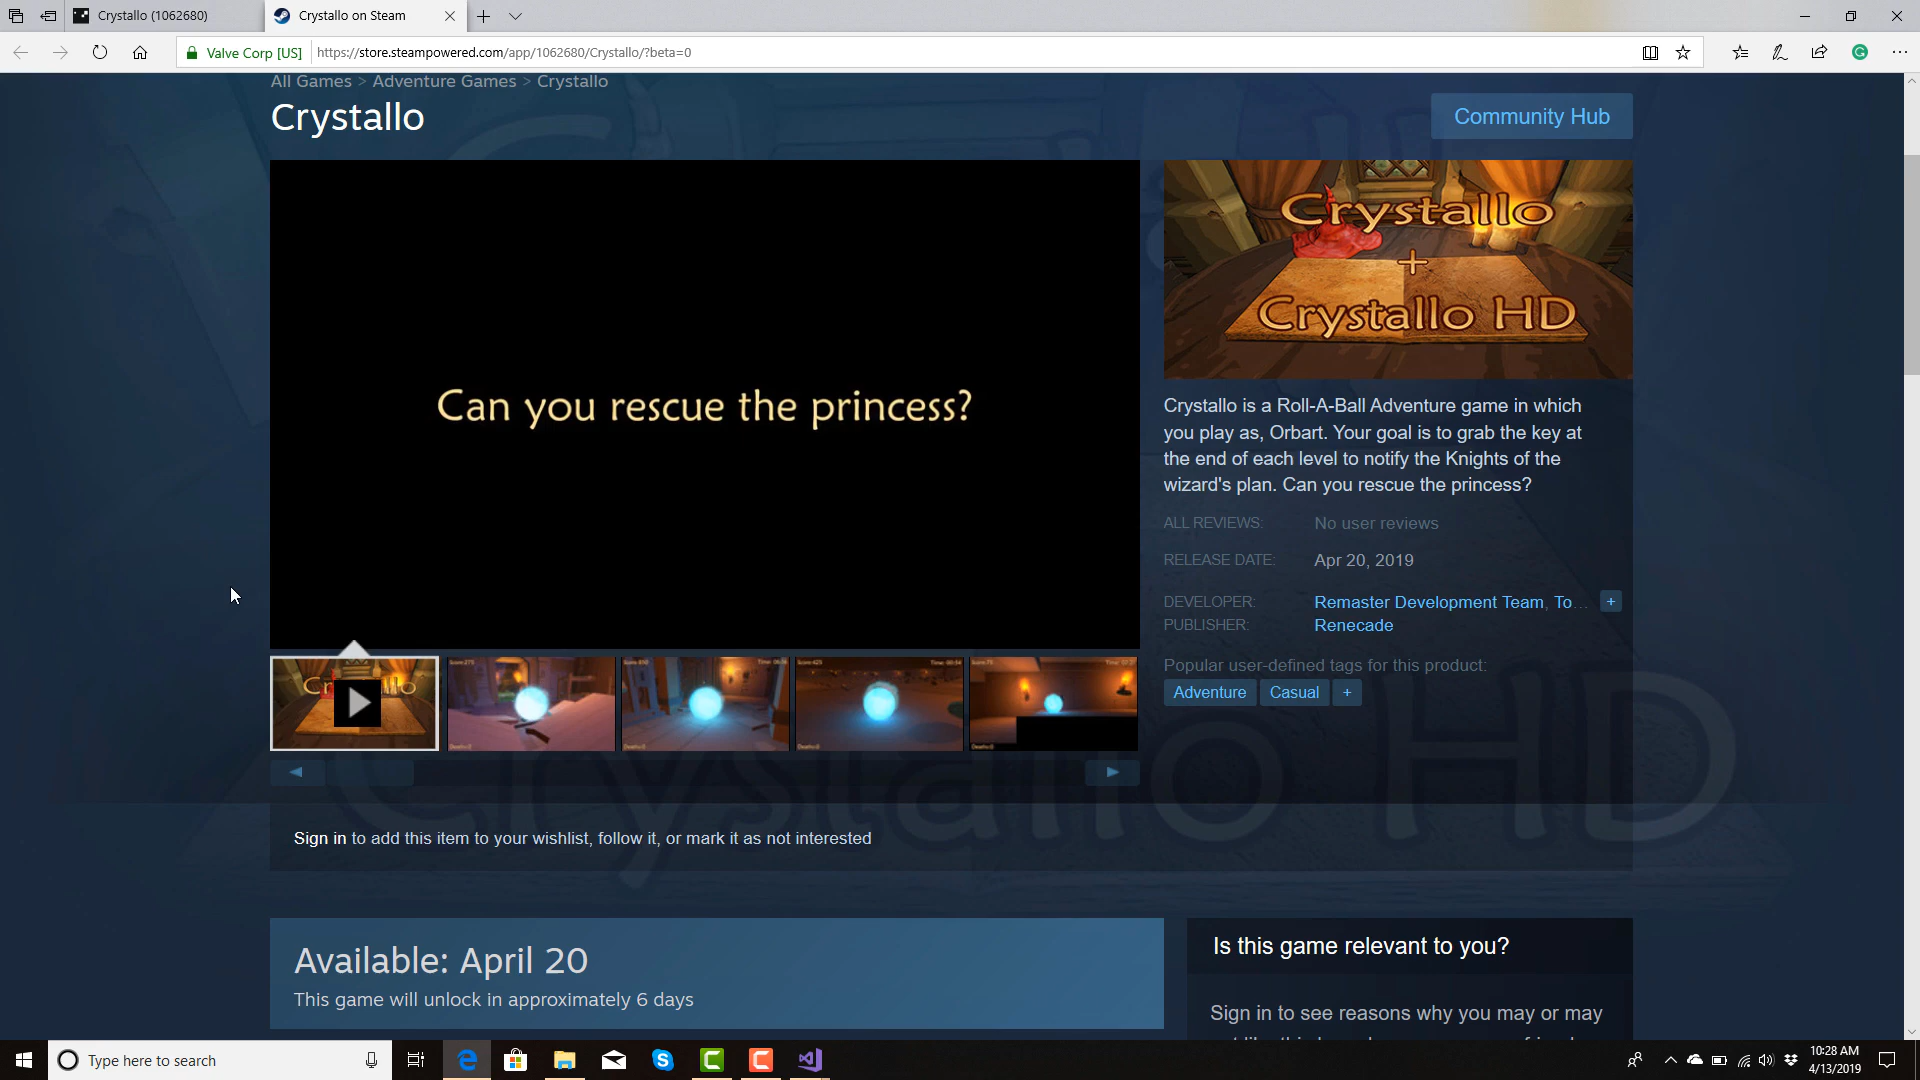 Crystallo (1062680)
Crystallo on Steam
Valve Corp [US]
https://store.steampowered.com/app/1062680/Crystallo/?beta=0
All Games > Adventure Games > Crystallo
Crystallo
Community Hub
Can you rescue the princess?
Crystallo
+
Crystallo HD
Crystallo is a Roll-A-Ball Adventure game in which
you play as, Orbart. Your goal is to grab the key at
the end of each level to notify the Knights of the
wizard's plan. Can you rescue the princess?
ALL REVIEWS: No user reviews
RELEASE DATE: Apr 20, 2019
DEVELOPER: Remaster Development Team, To... +
PUBLISHER: Renecade
Popular user-defined tags for this product:
Adventure Casual +
Crystallo HD
Sign in to add this item to your wishlist, follow it, or mark it as not interested
Available: April 20
This game will unlock in approximately 6 days
Is this game relevant to you?
Sign in to see reasons why you may or may
Type here to search
10:28 AM
4/13/2019